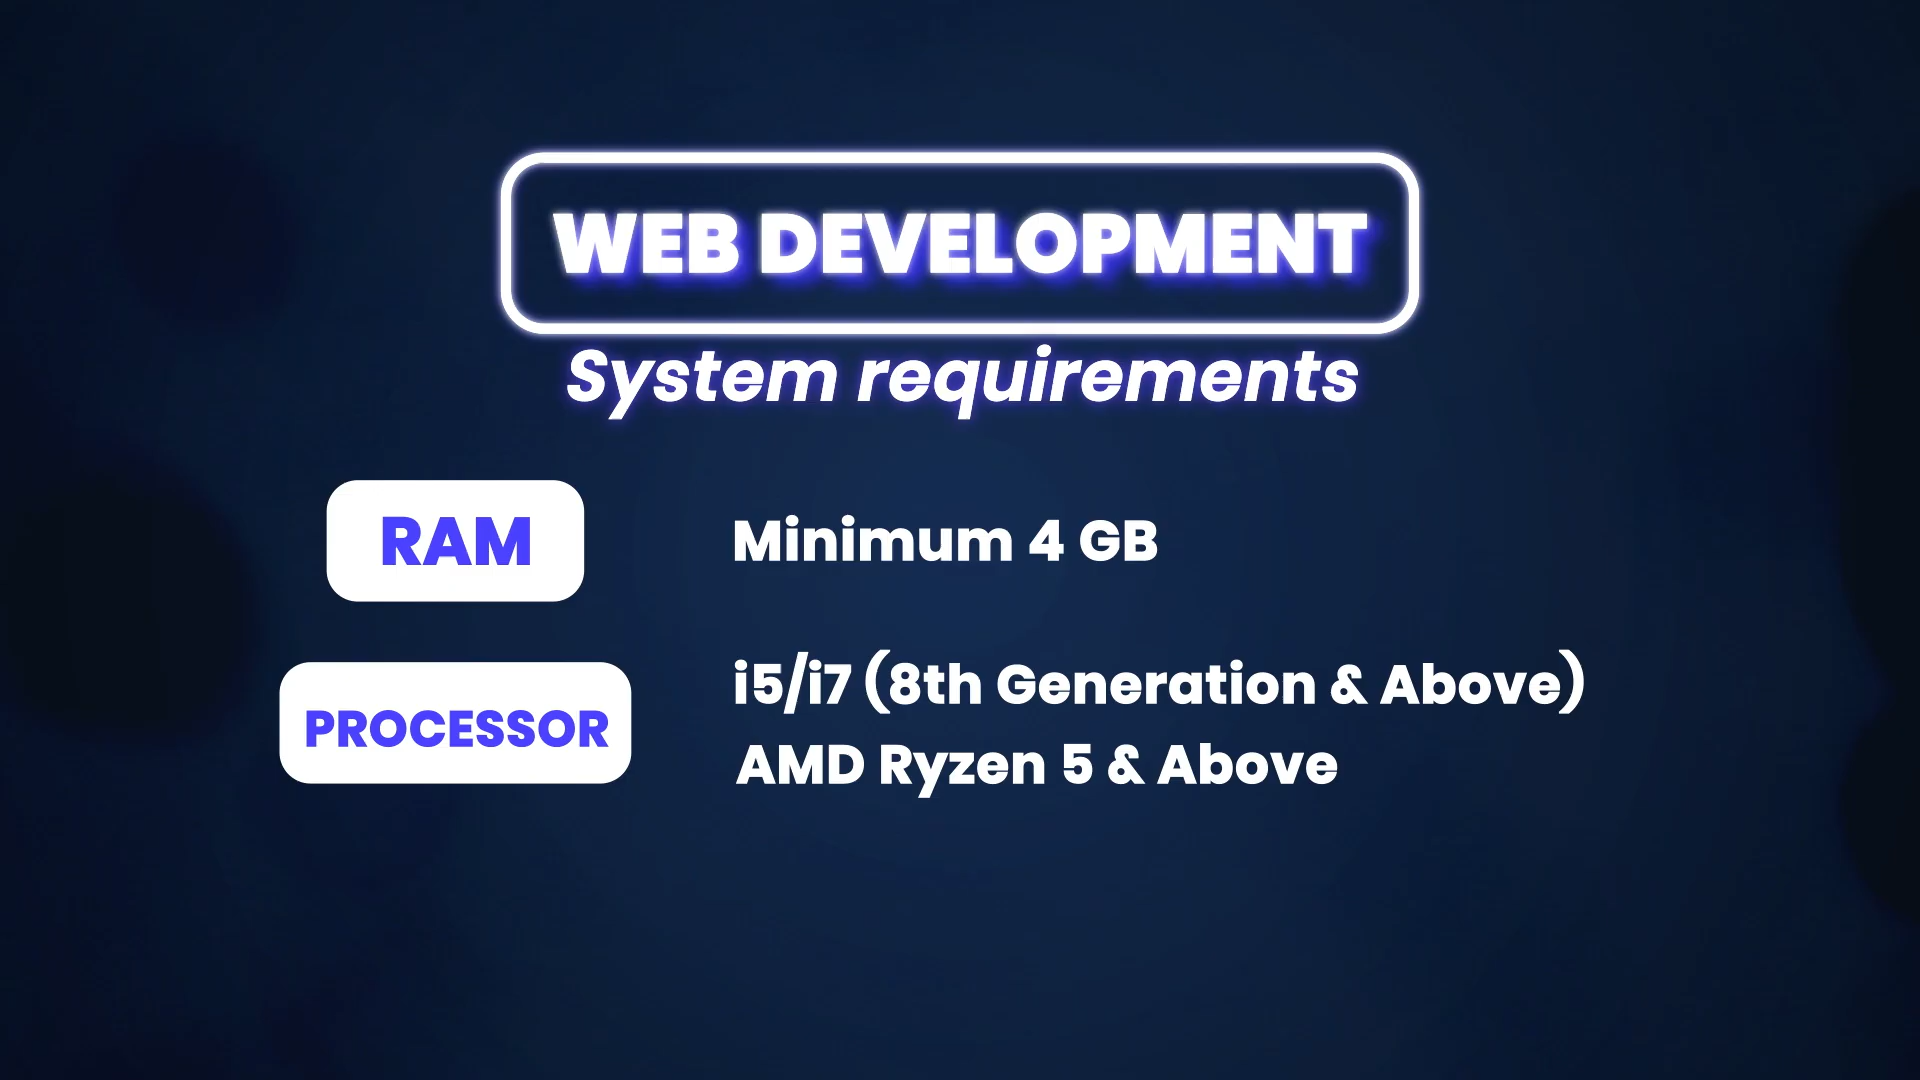 WEB DEVELOPMENT
System requirements
RAM
Minimum 4 GB
PROCESSOR
i5/i7 (8th Generation & Above)
AMD Ryzen 5 & Above